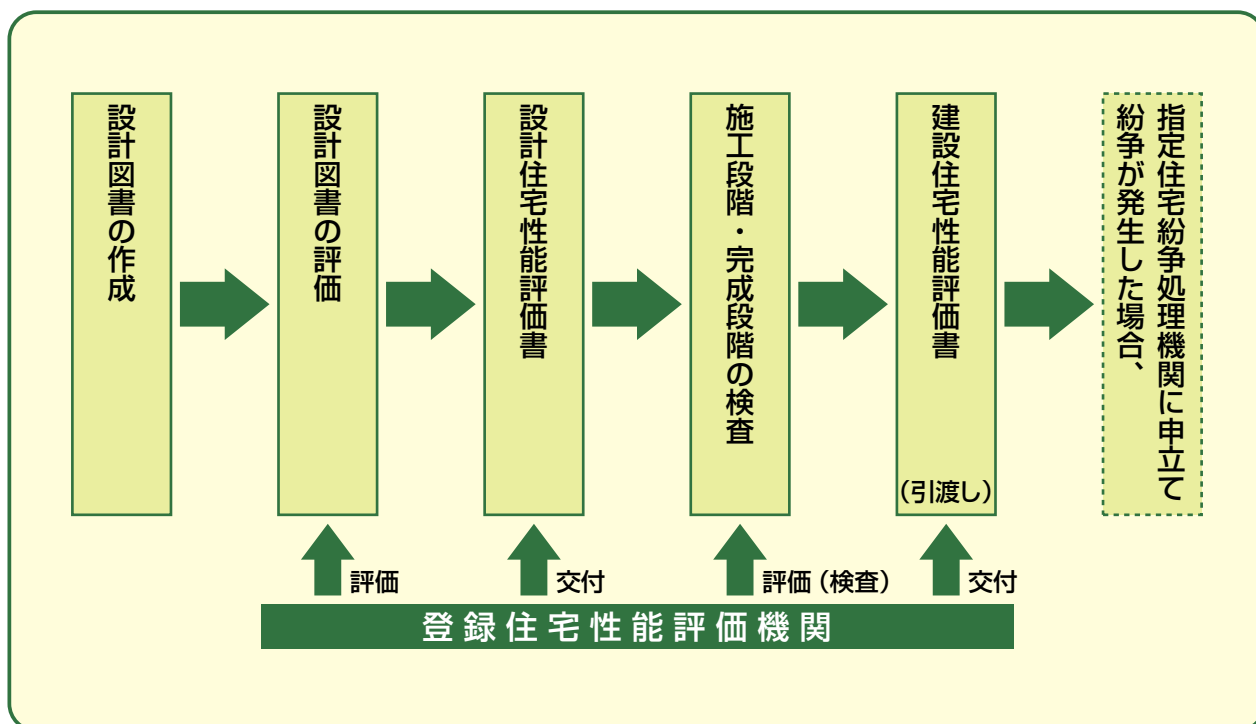 設計図書の作成
設計図書の評価
設計住宅性能評価書
施工段階・完成段階の検査
建設住宅性能評価書
（引渡し）
指定住宅紛争処理機関に申立て
紛争が発生した場合、
評価
交付
評価（検査）
交付
登録住宅性能評価機関